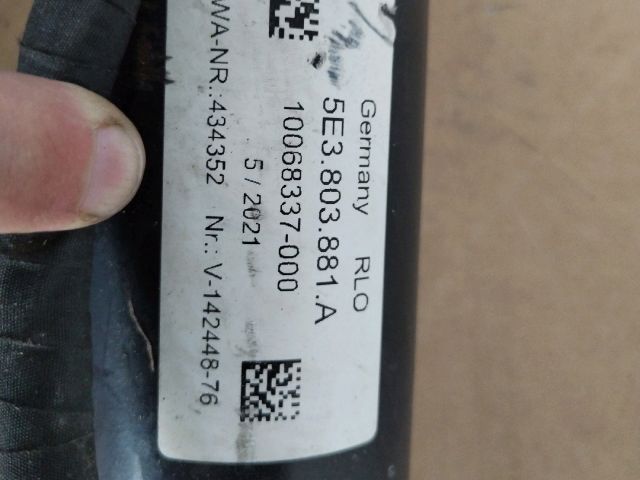 Germany RLO
5E3.803.881.A
10068337-000
5/2021
WA-NR.:434352 Nr.: V-142448-76